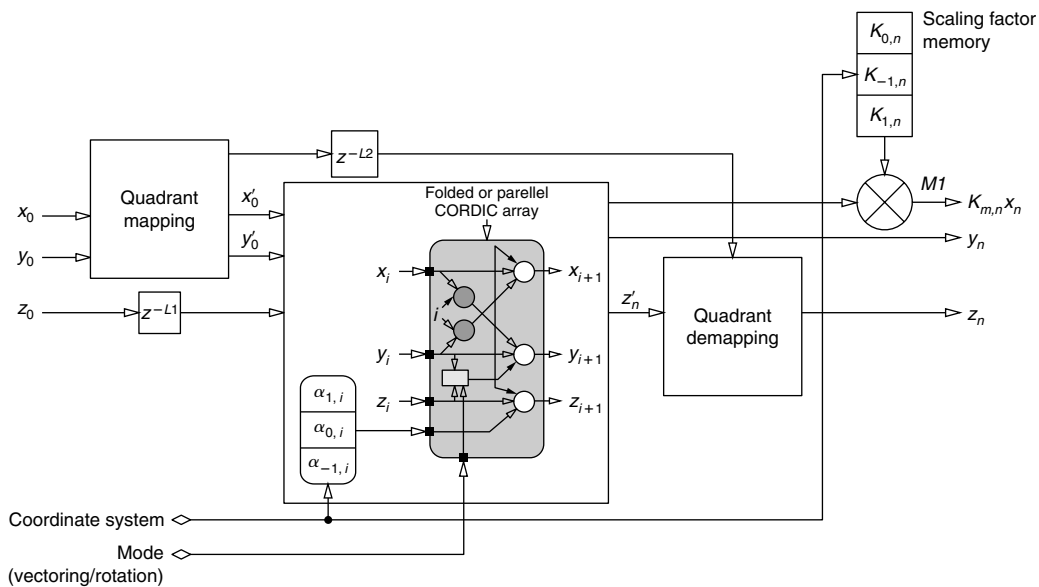 Scaling factor
memory
K0,n
K−1,n
K1,n
z−L2
Quadrant
mapping
x0
y0
x′0
y′0
z0
z−L1
Folded or parellel
CORDIC array
M1
Km,nxn
yn
xi
xi+1
i
yi
yi+1
zi
zi+1
z′n
Quadrant
demapping
zn
α1,i
α0,i
α−1,i
Coordinate system
Mode
(vectoring/rotation)